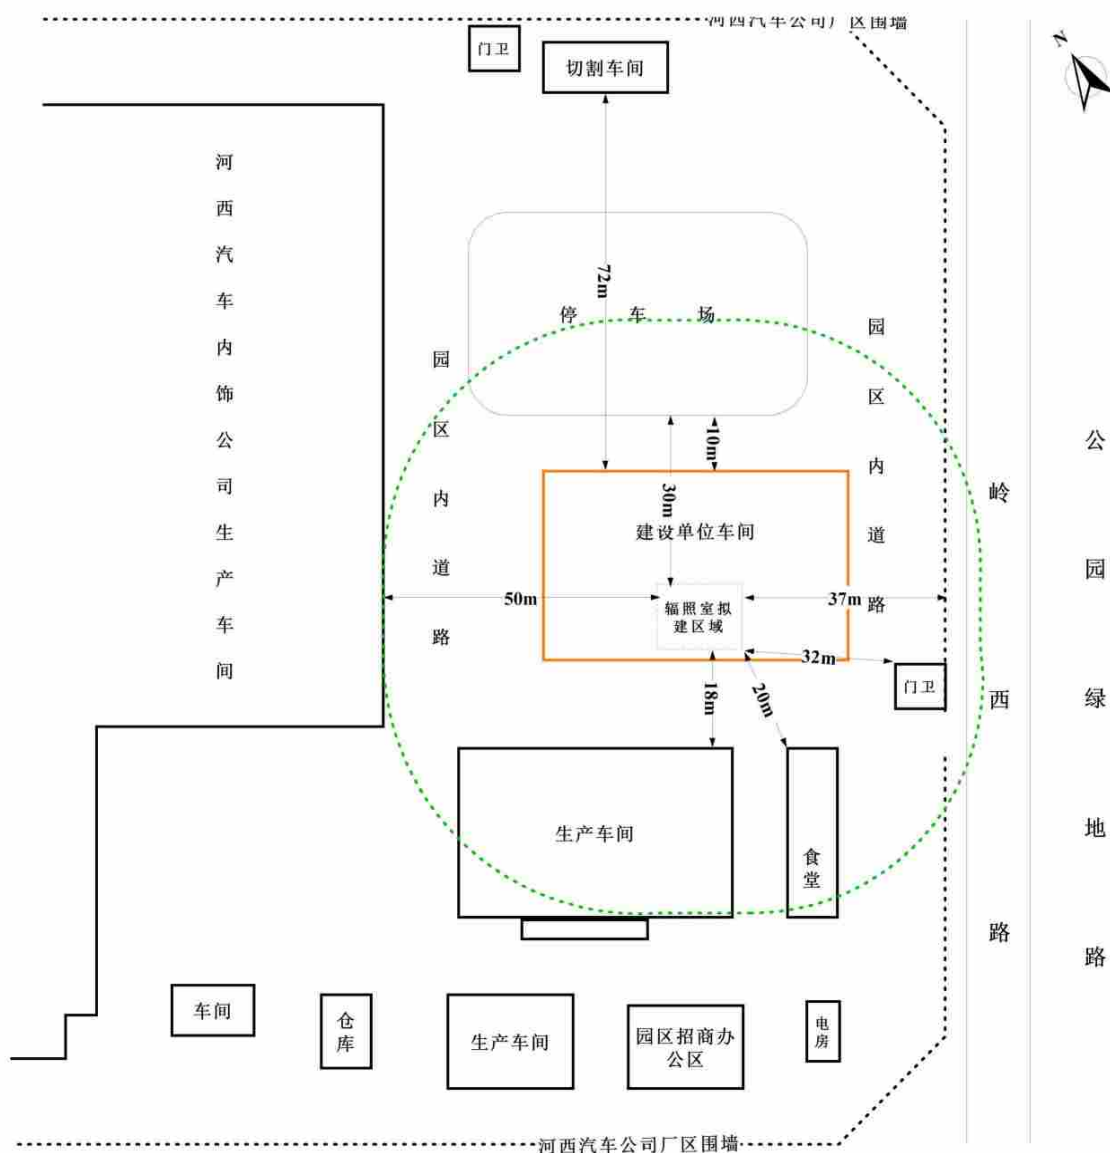 河西汽车公司厂区围墙
门卫
切割车间
N
河西汽车内饰公司生产车间
72m
停车场
园区内道路
园区内道路
10m
30m
建设单位车间
50m
辐照室拟
建区域
37m
32m
门卫
18m
20m
岭西路
公园绿地路
生产车间
食堂
车间
仓库
生产车间
园区招商办
公区
电房
河西汽车公司厂区围墙